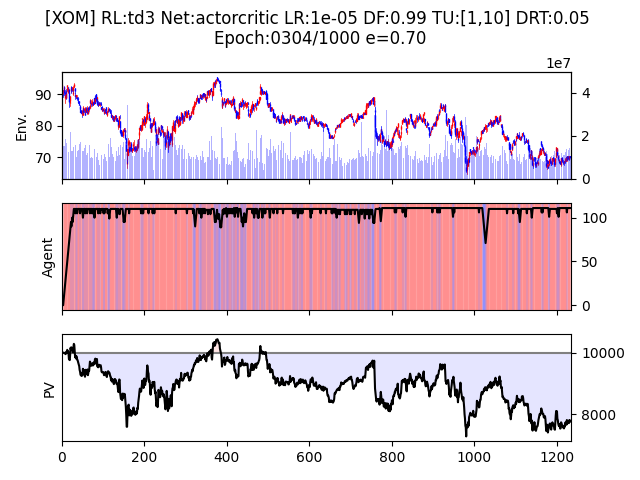 [XOM] RL:td3 Net:actorcritic LR:1e-05 DF:0.99 TU:[1,10] DRT:0.05
Epoch:0304/1000 e=0.70
1e7
Env.
90
80
70
4
2
0
Agent
100
50
0
PV
10000
8000
0 200 400 600 800 1000 1200